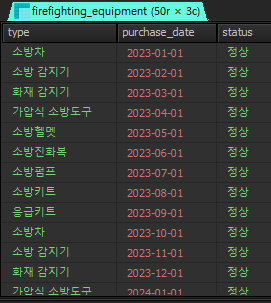 firefighting_equipment (50r × 3c)
type purchase_date status
소방차 2023-01-01 정상
소방 감지기 2023-02-01 정상
화재 감지기 2023-03-01 정상
가압식 소방도구 2023-04-01 정상
소방헬멧 2023-05-01 정상
소방진화복 2023-06-01 정상
소방펌프 2023-07-01 정상
소방키트 2023-08-01 정상
응급키트 2023-09-01 정상
소방차 2023-10-01 정상
소방 감지기 2023-11-01 정상
화재 감지기 2023-12-01 정상
가압식 소방도구 2024-01-01 정상